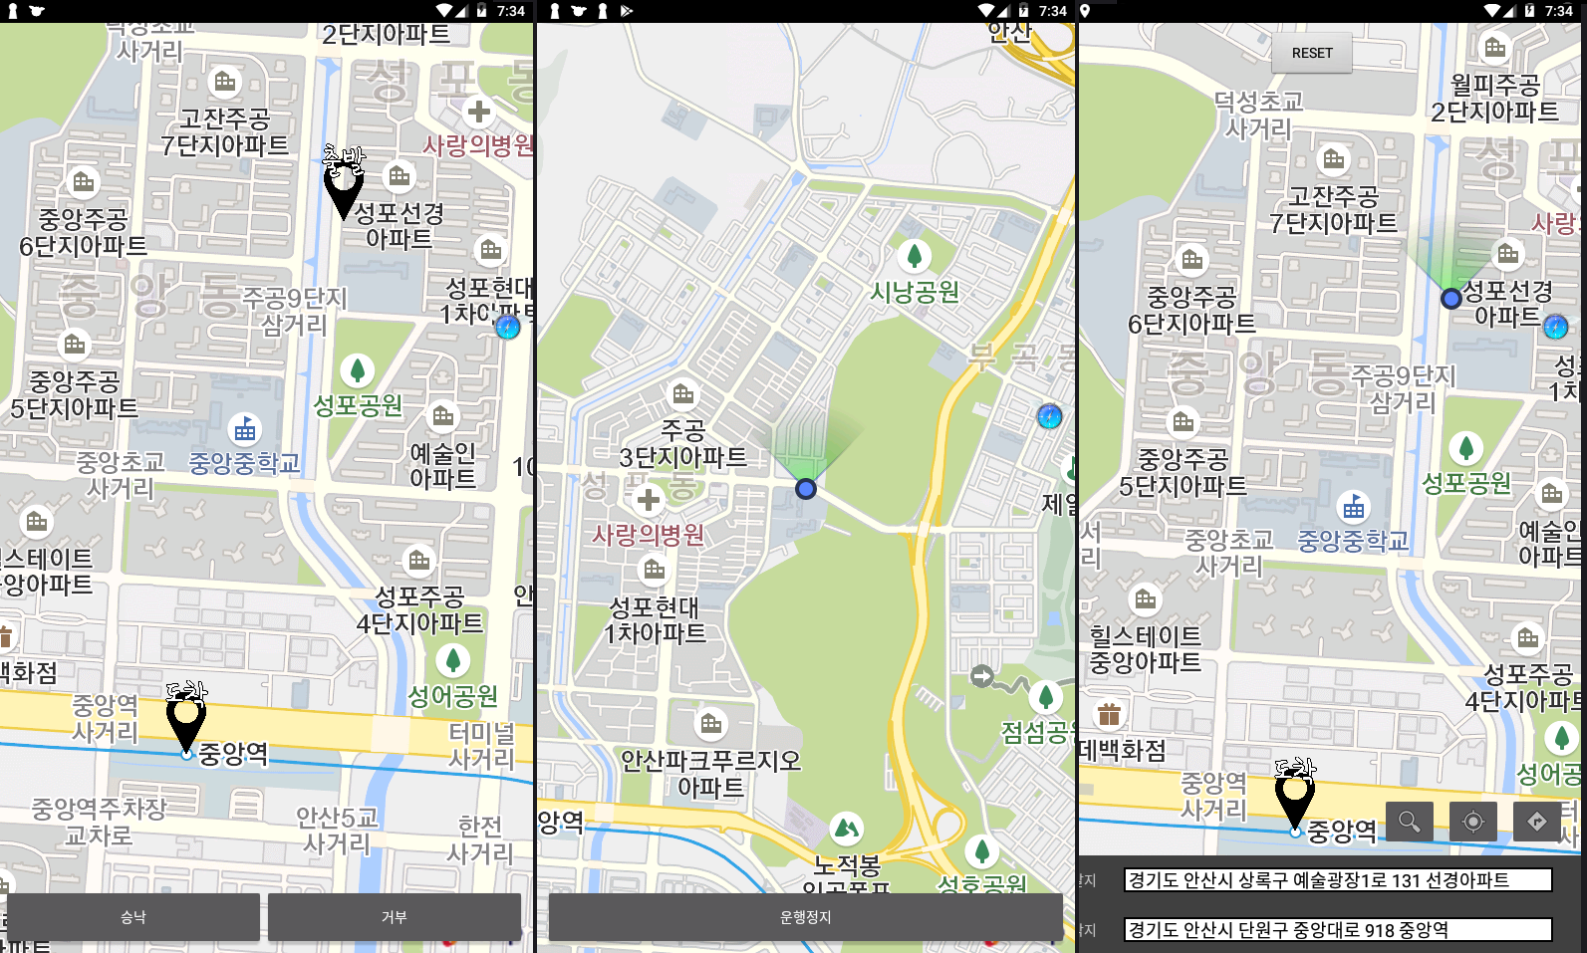 7:34
덕성초교
사거리
2단지아파트
성포동
고잔주공
7단지아파트
사랑의병원
출발
중앙주공
6단지아파트
성포선경
아파트
중앙동
주공9단지
삼거리
성포현대
중앙주공
5단지아파트
성포공원
중앙초교
사거리
중앙중학교
예술인
아파트
10
스테이트
앙아파트
성포주공
4단지아파트
안
백화점
성어공원
도착
중앙역
사거리
중앙역
터미널
사거리
중앙역주차장
교차로
안산5교
사거리
한전
사거리
승낙
거부
7:34
안산
시낭공원
부곡동
주공
3단지아파트
성포동
사랑의병원
제일
성포현대
1차아파트
점섬공원
안산파크푸르지오
아파트
앙역
노적봉
인공폭포
성호공원
운행정지
7:34
RESET
월피주공
2단지아파트
덕성초교
사거리
성포
고잔주공
7단지아파트
사랑
중앙주공
6단지아파트
성포선경
아파트
중앙동
주공9단지
삼거리
성포
1차
중앙주공
5단지아파트
성포공원
서
리
중앙초교
사거리
중앙중학교
예술인
아파트
힐스테이트
중앙아파트
성포주공
4단지아파트
데백화점
성어공
도착
중앙역
사거리
중앙역
터
사
지
경기도 안산시 상록구 예술광장1로 131 선경아파트
지
경기도 안산시 단원구 중앙대로 918 중앙역